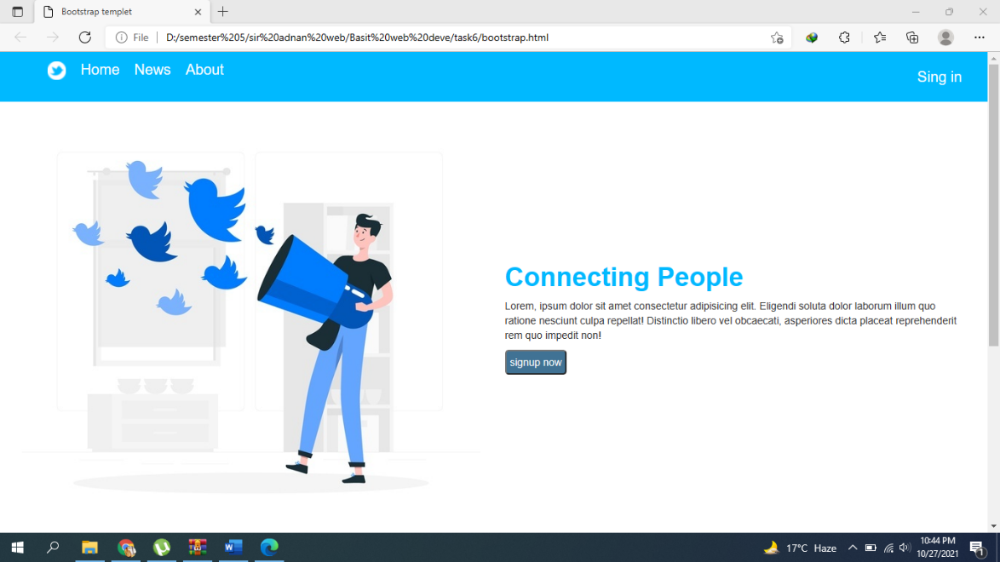 Bootstrap templet
File
D:/semester%205/sir%20adnan%20web/Basit%20web%20deve/task6/bootstrap.html
Home News About
Sing in
Connecting People
Lorem, ipsum dolor sit amet consectetur adipisicing elit. Eligendi soluta dolor laborum illum quo
ratione nesciunt culpa repellat! Distinctio libero vel obcaecati, asperiores dicta placeat reprehenderit
rem quo impedit non!
signup now
17°C Haze
10:44 PM
10/27/2021
1